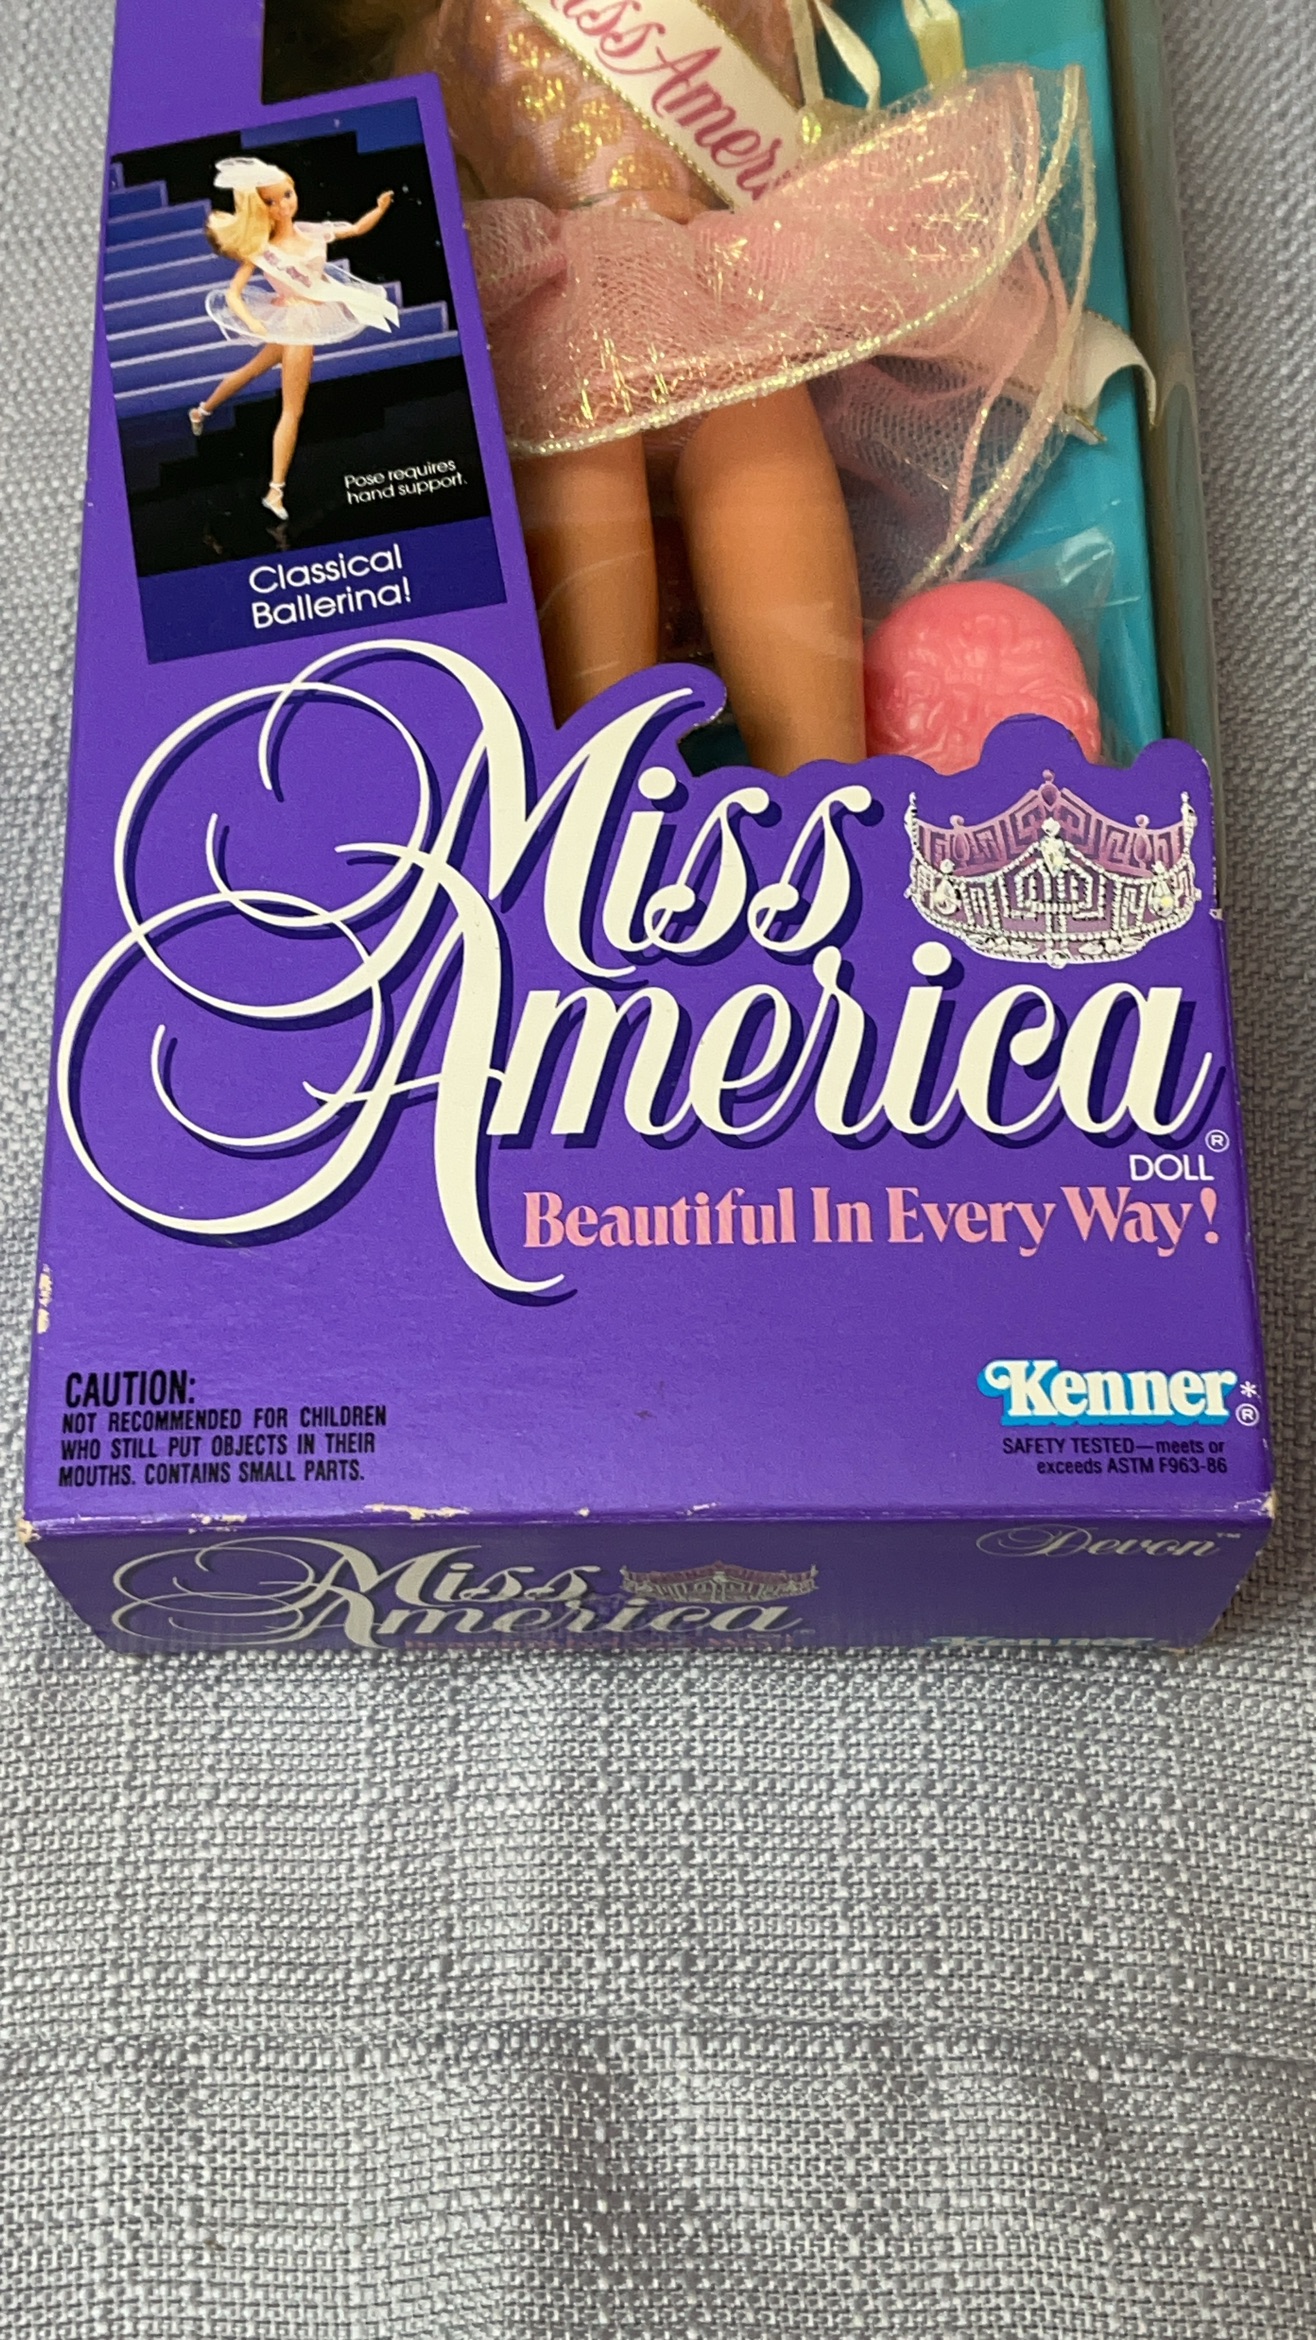 Miss Ameri
Pose requires
hand support.
Classical
Ballerina!
Miss
America®
DOLL
Beautiful In Every Way!
CAUTION:
NOT RECOMMENDED FOR CHILDREN
WHO STILL PUT OBJECTS IN THEIR
MOUTHS. CONTAINS SMALL PARTS.
Kenner*®
SAFETY TESTED—meets or
exceeds ASTM F963-86
Miss
America
Devon™
Kenner